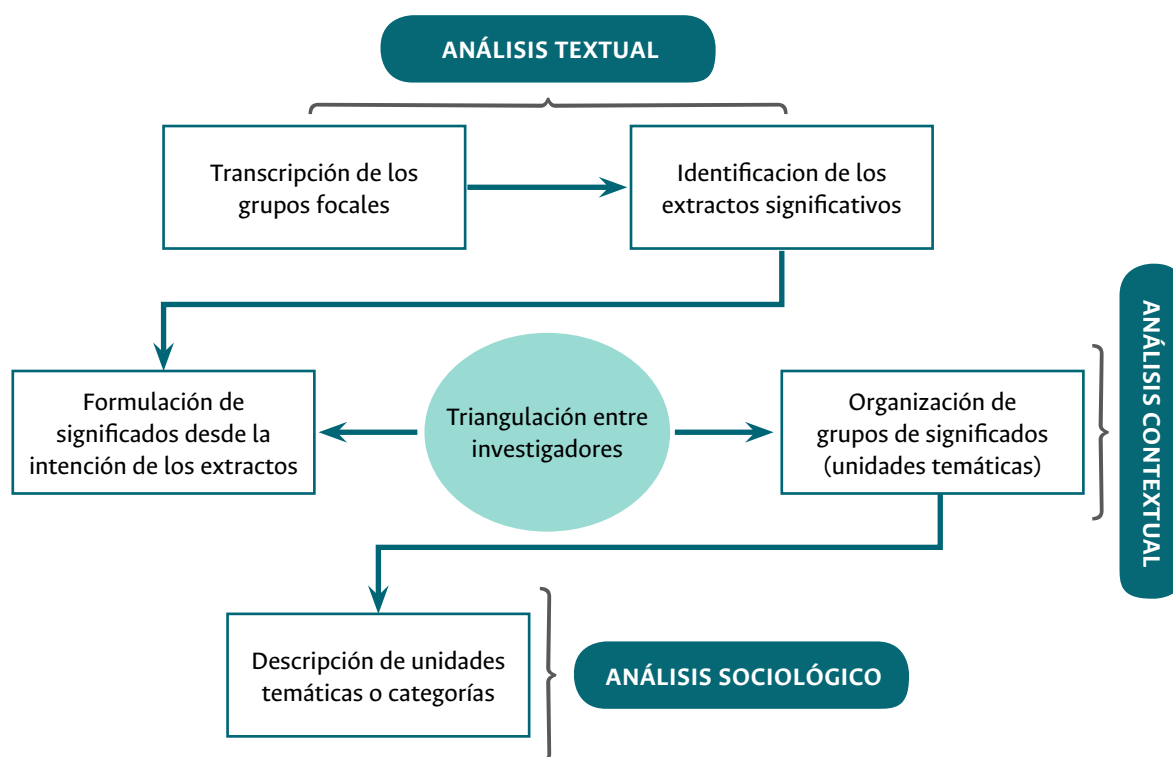 ANÁLISIS TEXTUAL
Transcripción de los
grupos focales
Identificacion de los
extractos significativos
Formulación de
significados desde la
intención de los extractos
Triangulación entre
investigadores
Organización de
grupos de significados
(unidades temáticas)
ANÁLISIS CONTEXTUAL
Descripción de unidades
temáticas o categorías
ANÁLISIS SOCIOLÓGICO